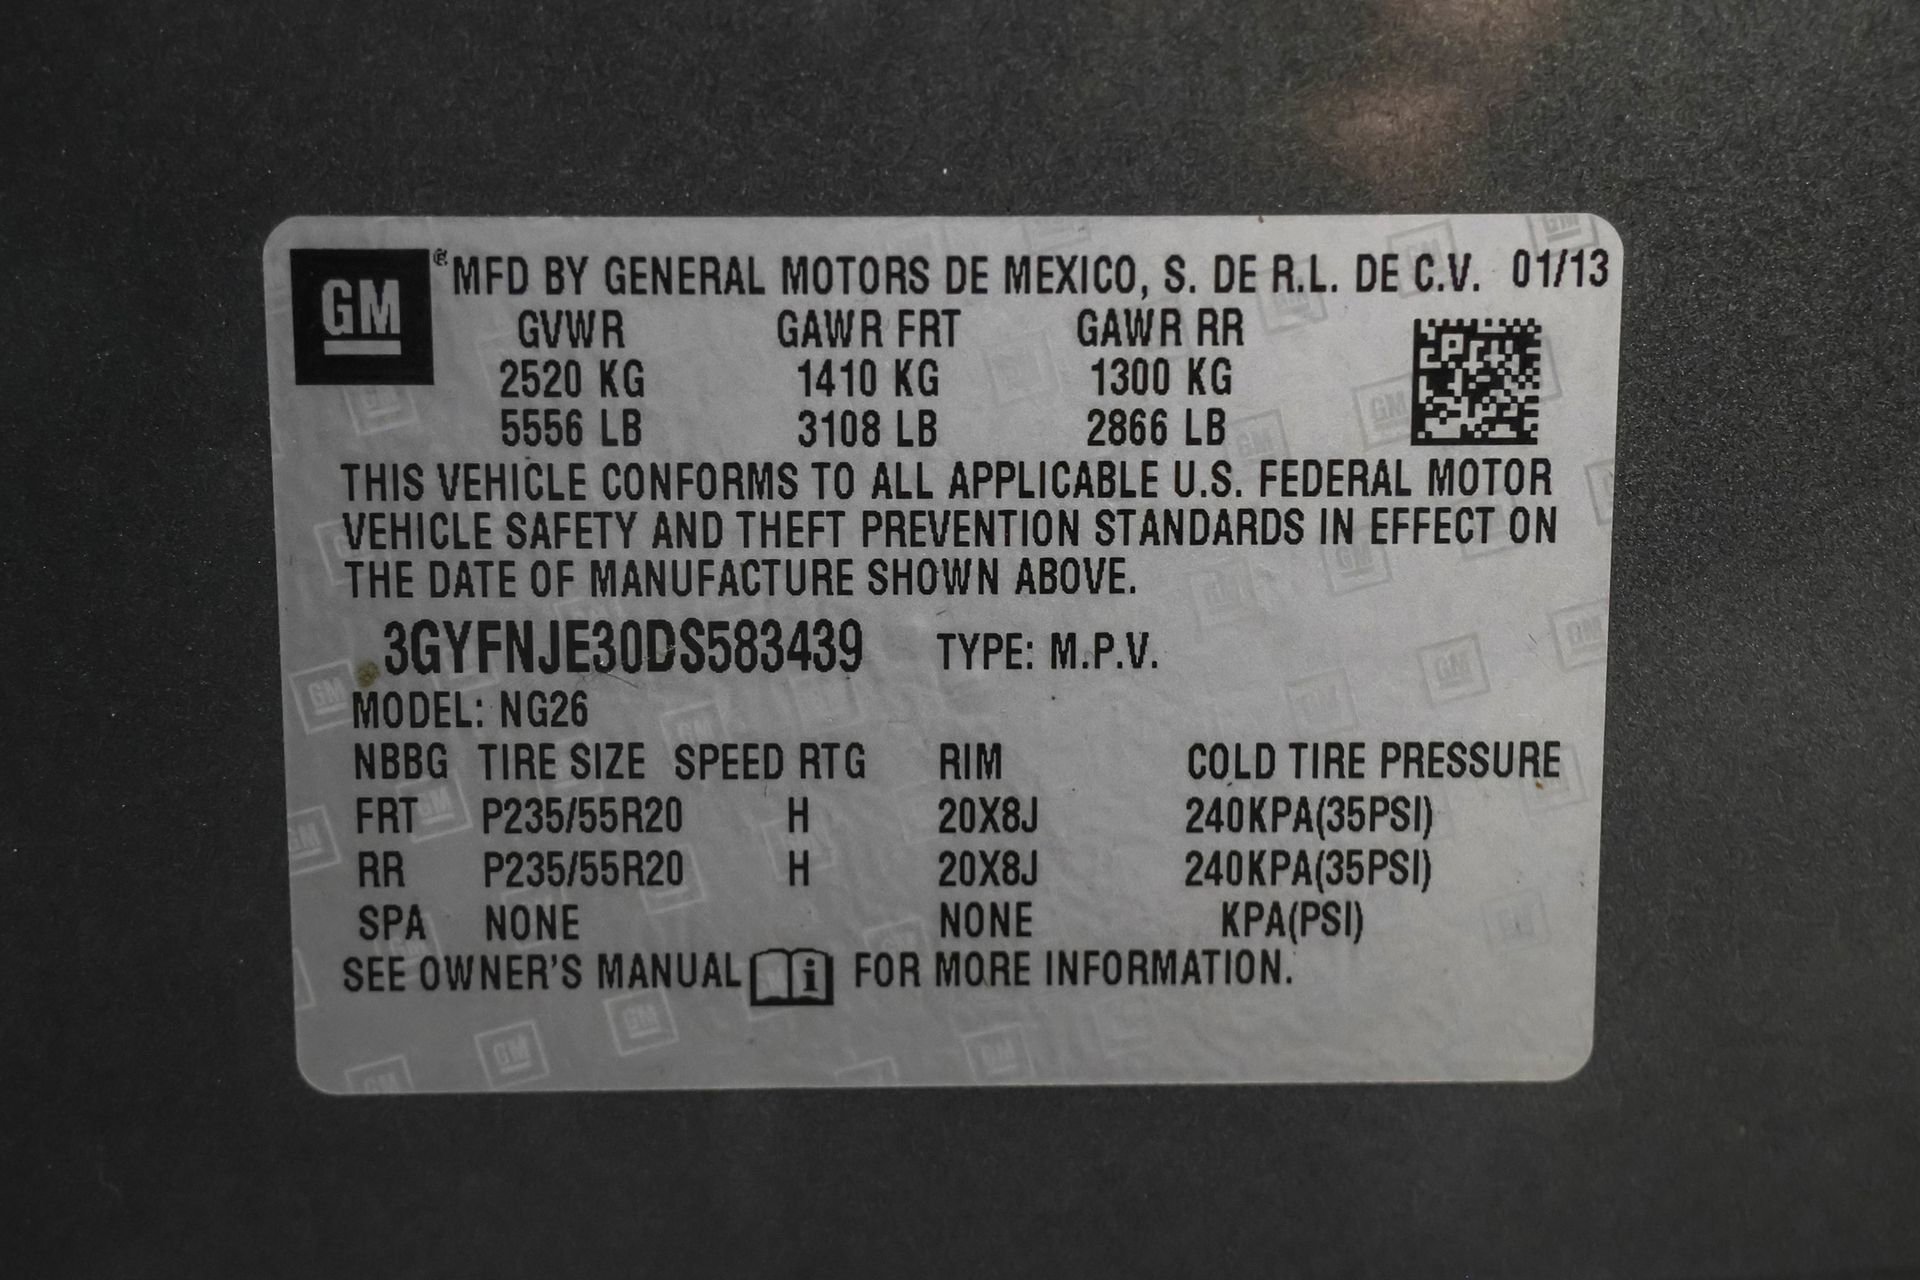 GM ® MFD BY GENERAL MOTORS DE MEXICO, S. DE R.L. DE C.V. 01/13
GVWR GAWR FRT GAWR RR
2520 KG 1410 KG 1300 KG
5556 LB 3108 LB 2866 LB
THIS VEHICLE CONFORMS TO ALL APPLICABLE U.S. FEDERAL MOTOR
VEHICLE SAFETY AND THEFT PREVENTION STANDARDS IN EFFECT ON
THE DATE OF MANUFACTURE SHOWN ABOVE.
3GYFNJE30DS583439 TYPE: M.P.V.
MODEL: NG26
NBBG TIRE SIZE SPEED RTG RIM COLD TIRE PRESSURE
FRT P235/55R20 H 20X8J 240KPA(35PSI)
RR P235/55R20 H 20X8J 240KPA(35PSI)
SPA NONE NONE KPA(PSI)
SEE OWNER'S MANUAL i FOR MORE INFORMATION.